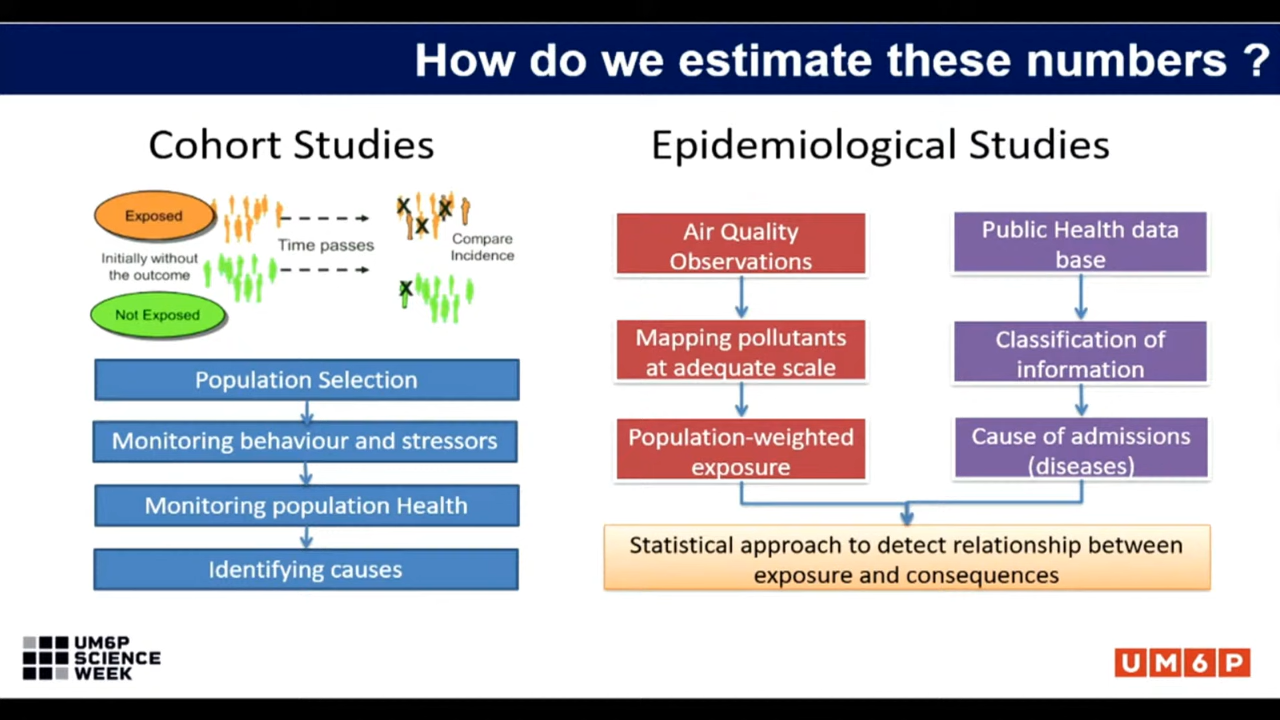 How do we estimate these numbers ?
Cohort Studies
Exposed
Initially without
the outcome
Not Exposed
Time passes
Compare
Incidence
Population Selection
Monitoring behaviour and stressors
Monitoring population Health
Identifying causes
Epidemiological Studies
Air Quality
Observations
Mapping pollutants
at adequate scale
Population-weighted
exposure
Public Health data
base
Classification of
information
Cause of admissions
(diseases)
Statistical approach to detect relationship between
exposure and consequences
UM6P
SCIENCE
WEEK
UM6P